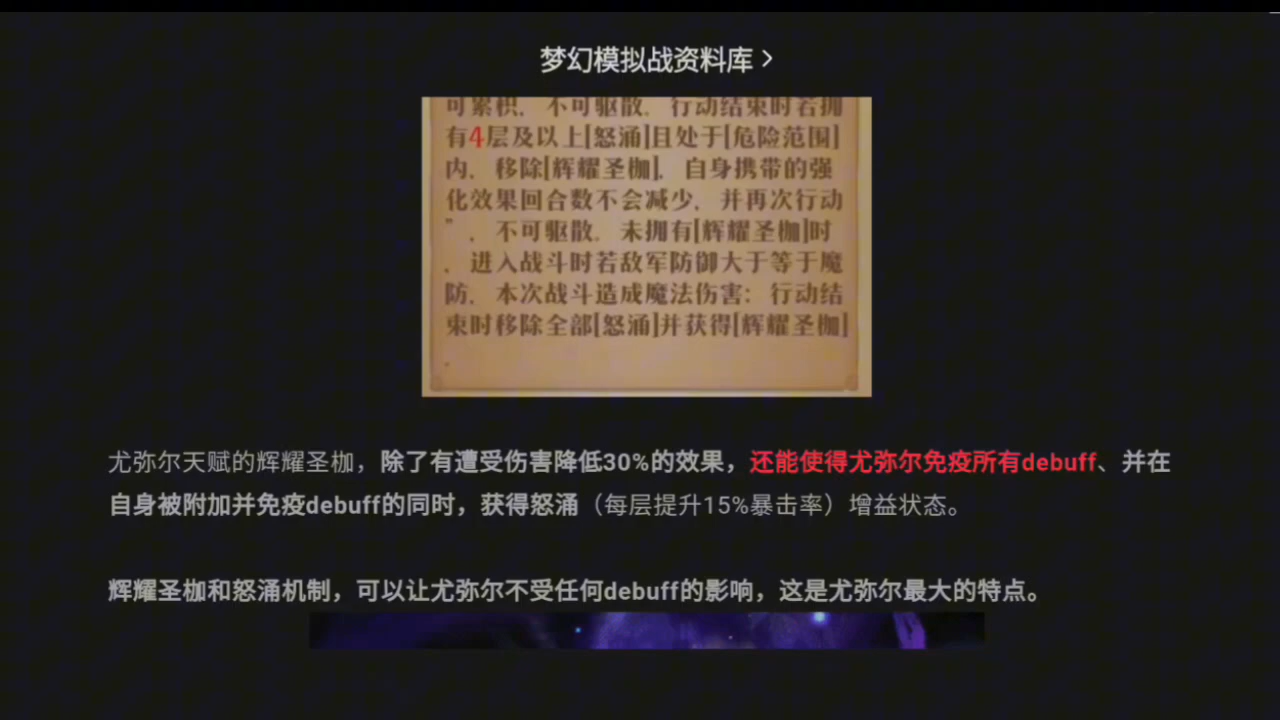 梦幻模拟战资料库
可累积．不可驱散．行动结束时若拥
有4层及以上[怒涌]且处于[危险范围]
内．移除[辉耀圣枷]．自身携带的强
化效果回合数不会减少．并再次行动
"．不可驱散．未拥有[辉耀圣枷]时
．进入战斗时若敌军防御大于等于魔
防．本次战斗造成魔法伤害：行动结
束时移除全部[怒涌]并获得[辉耀圣枷]
．
尤弥尔天赋的辉耀圣枷，除了有遭受伤害降低30%的效果，还能使得尤弥尔免疫所有debuff、并在
自身被附加并免疫debuff的同时，获得怒涌（每层提升15%暴击率）增益状态。
辉耀圣枷和怒涌机制，可以让尤弥尔不受任何debuff的影响，这是尤弥尔最大的特点。